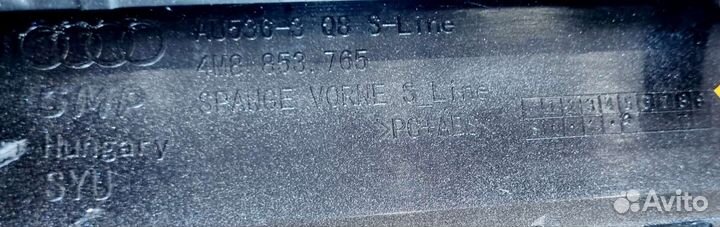 AU536-3 Q8 S-Line
4M8.853.765
SMP
SPANGE VORNE S_Line
>PC+ABS<
Hungary
SYU
Avito